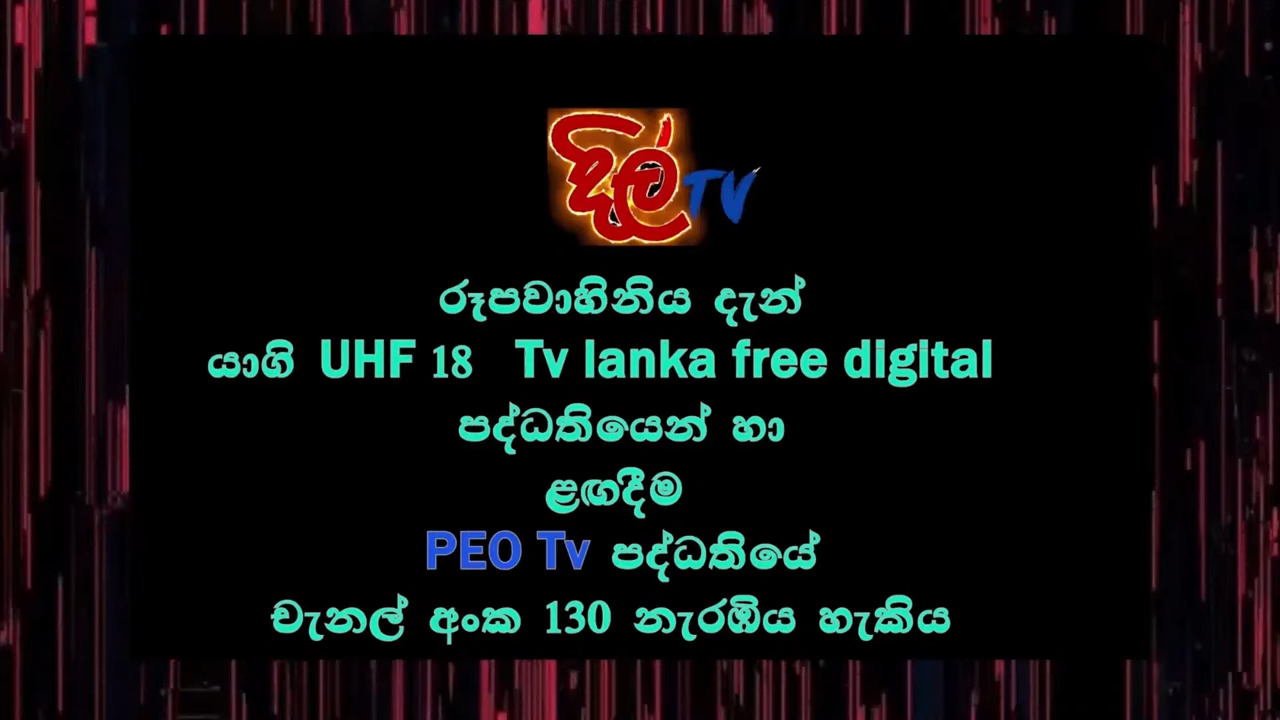 දිල් TV
රූපවාහිනිය දැන්
යාගි UHF 18 Tv lanka free digital
පද්ධතියෙන් හා
ළඟදීම
PEO Tv පද්ධතියේ
චැනල් අංක 130 නැරඹිය හැකිය